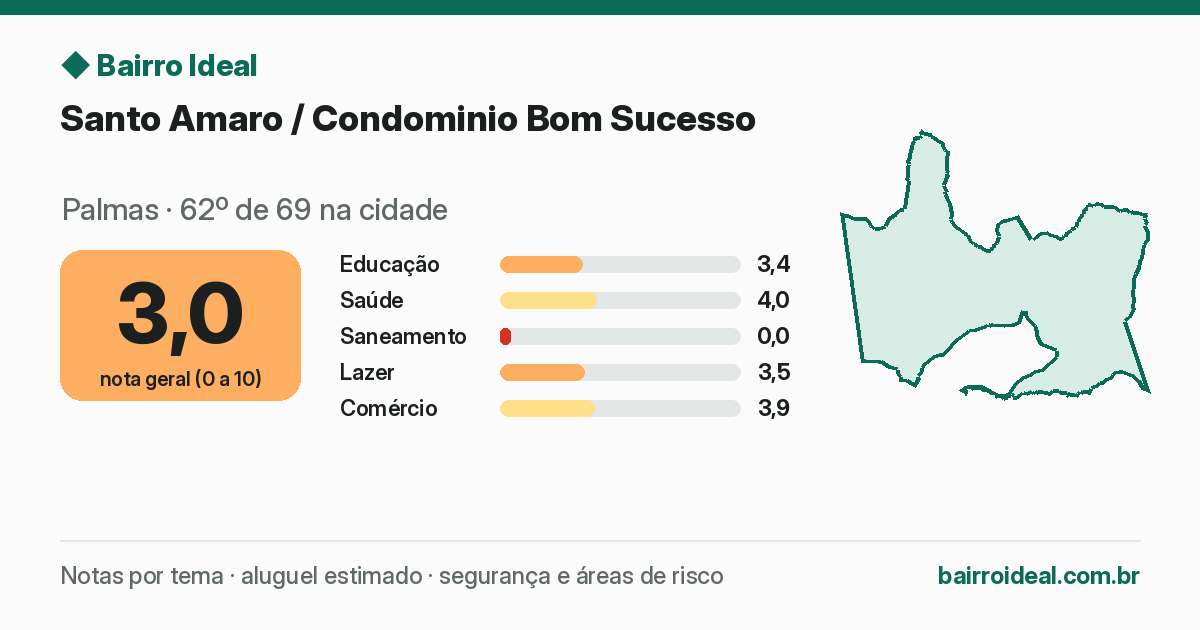 Bairro Ideal
Santo Amaro / Condominio Bom Sucesso
Palmas · 62º de 69 na cidade
3,0
nota geral (0 a 10)
Educação 3,4
Saúde 4,0
Saneamento 0,0
Lazer 3,5
Comércio 3,9
Notas por tema · aluguel estimado · segurança e áreas de risco
bairroideal.com.br